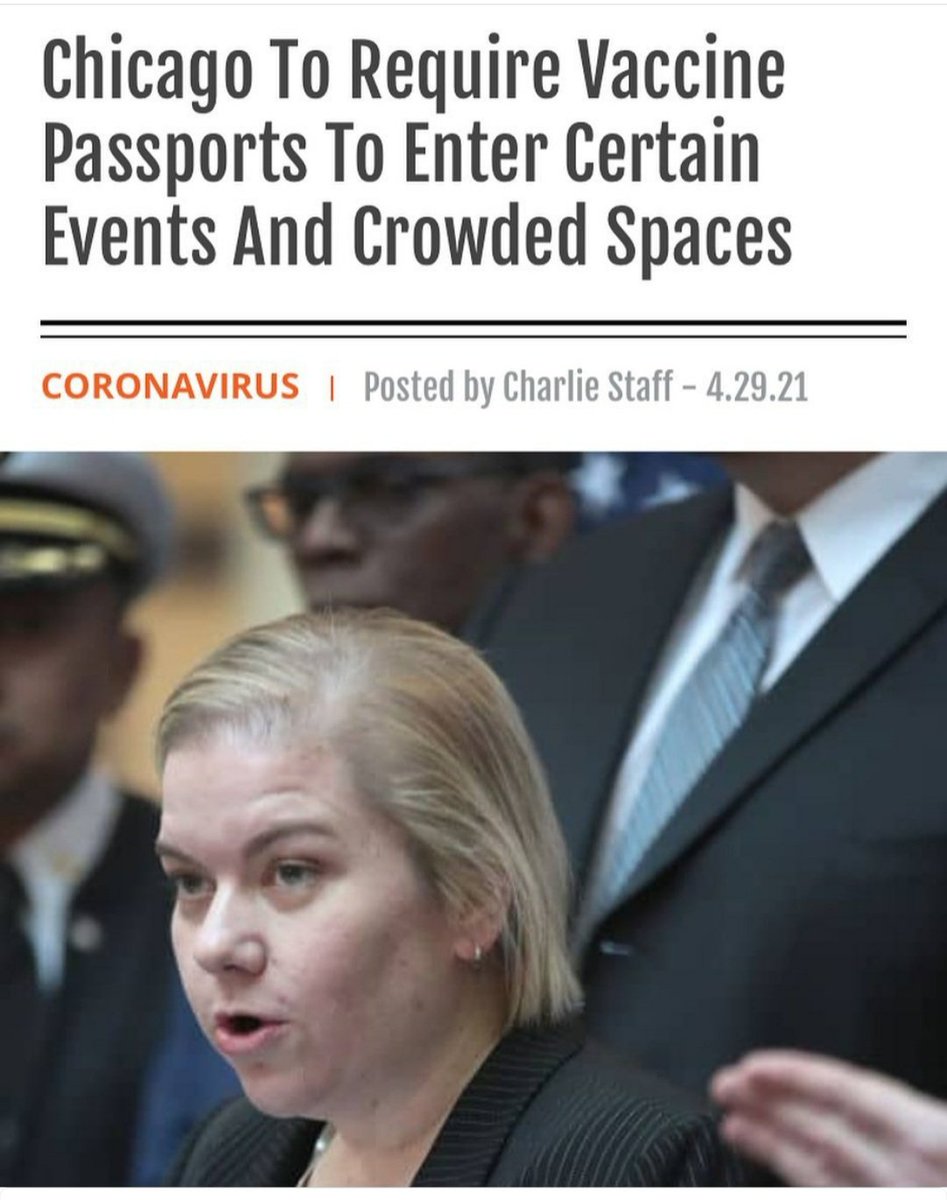 Chicago To Require Vaccine
Passports To Enter Certain
Events And Crowded Spaces
CORONAVIRUS | Posted by Charlie Staff – 4.29.21